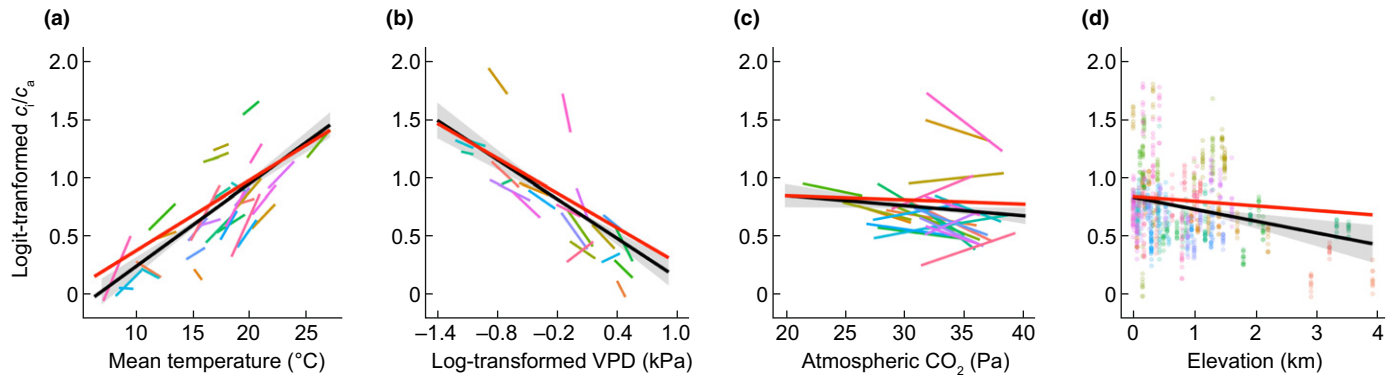 (a)
(b)
(c)
(d)
Logit-tranformed ci/ca
2.0
1.5
1.0
0.5
0
10 15 20 25
Mean temperature (°C)
2.0
1.5
1.0
0.5
0
–1.4 –0.8 –0.2 0.4 1.0
Log-transformed VPD (kPa)
2.0
1.5
1.0
0.5
0
20 25 30 35 40
Atmospheric CO2 (Pa)
2.0
1.5
1.0
0.5
0
0 1 2 3 4
Elevation (km)